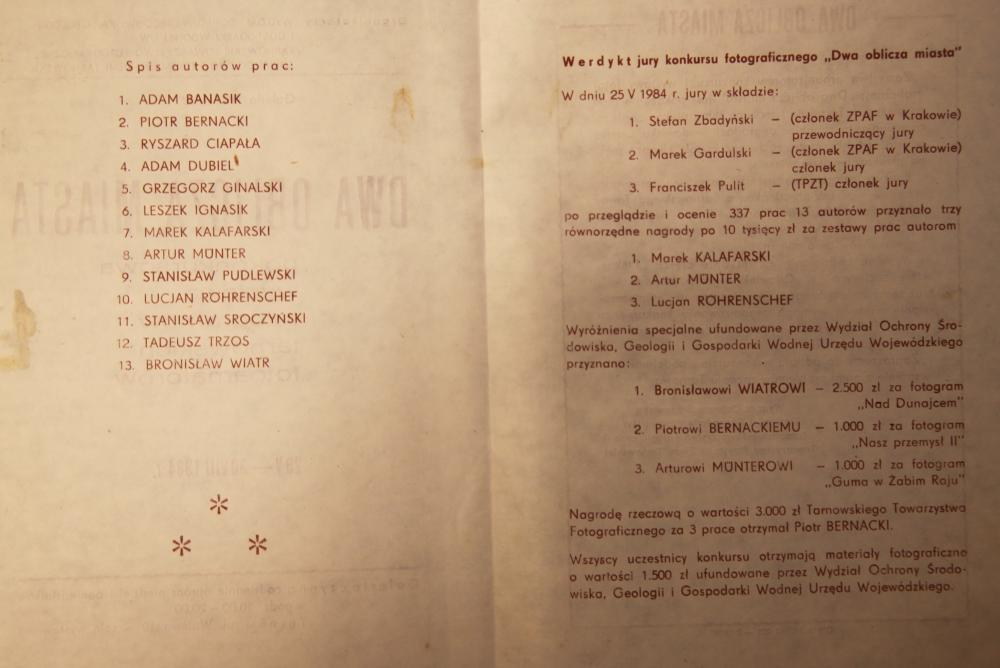 Spis autorów prac:
1. ADAM BANASIK
2. PIOTR BERNACKI
3. RYSZARD CIAPAŁA
4. ADAM DUBIEL
5. GRZEGORZ GINALSKI
6. LESZEK IGNASIK
7. MAREK KALAFARSKI
8. ARTUR MÜNTER
9. STANISŁAW PUDLEWSKI
10. LUCJAN RÖHRENSCHEF
11. STANISŁAW SROCZYŃSKI
12. TADEUSZ TRZOS
13. BRONISŁAW WIATR
Werdykt jury konkursu fotograficznego „Dwa oblicza miasta”
W dniu 25 V 1984 r. jury w składzie:
1. Stefan Zbadyński – (członek ZPAF w Krakowie)
przewodniczący jury
2. Marek Gardulski – (członek ZPAF w Krakowie)
członek jury
3. Franciszek Pulit – (TPZT) członek jury
po przeglądzie i ocenie 337 prac 13 autorów przyznało trzy
równorzędne nagrody po 10 tysięcy zł za zestawy prac autorom
1. Marek KALAFARSKI
2. Artur MÜNTER
3. Lucjan RÖHRENSCHEF
Wyróżnienia specjalne ufundowane przez Wydział Ochrony Śro-
dowiska, Geologii i Gospodarki Wodnej Urzędu Wojewódzkiego
przyznano:
1. Bronisławowi WIATROWI – 2.500 zł za fotogram
„Nad Dunajcem”
2. Piotrowi BERNACKIEMU – 1.000 zł za fotogram
„Nasz przemysł II”
3. Arturowi MÜNTEROWI – 1.000 zł za fotogram
„Guma w Żabim Raju”
Nagrodę rzeczową o wartości 3.000 zł Tarnowskiego Towarzystwa
Fotograficznego za 3 prace otrzymał Piotr BERNACKI.
Wszyscy uczestnicy konkursu otrzymają materiały fotograficzne
o wartości 1.500 zł ufundowane przez Wydział Ochrony Środo-
wiska, Geologii i Gospodarki Wodnej Urzędu Wojewódzkiego.